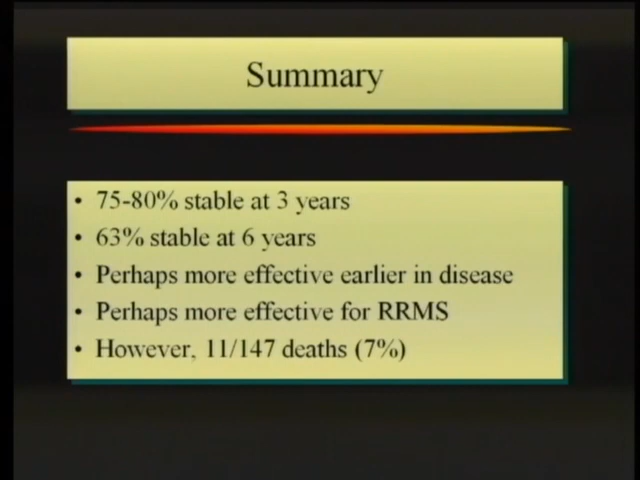 Summary
• 75-80% stable at 3 years
• 63% stable at 6 years
• Perhaps more effective earlier in disease
• Perhaps more effective for RRMS
• However, 11/147 deaths (7%)